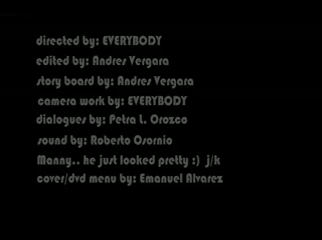 directed by: EVERYBODY
edited by: Andres Vergara
story board by: Andres Vergara
camera work by: EVERYBODY
dialogues by: Petra L. Orozco
sound by: Roberto Osornio
Manny.. he just looked pretty :) j/k
cover/dvd menu by: Emanuel Alvarez